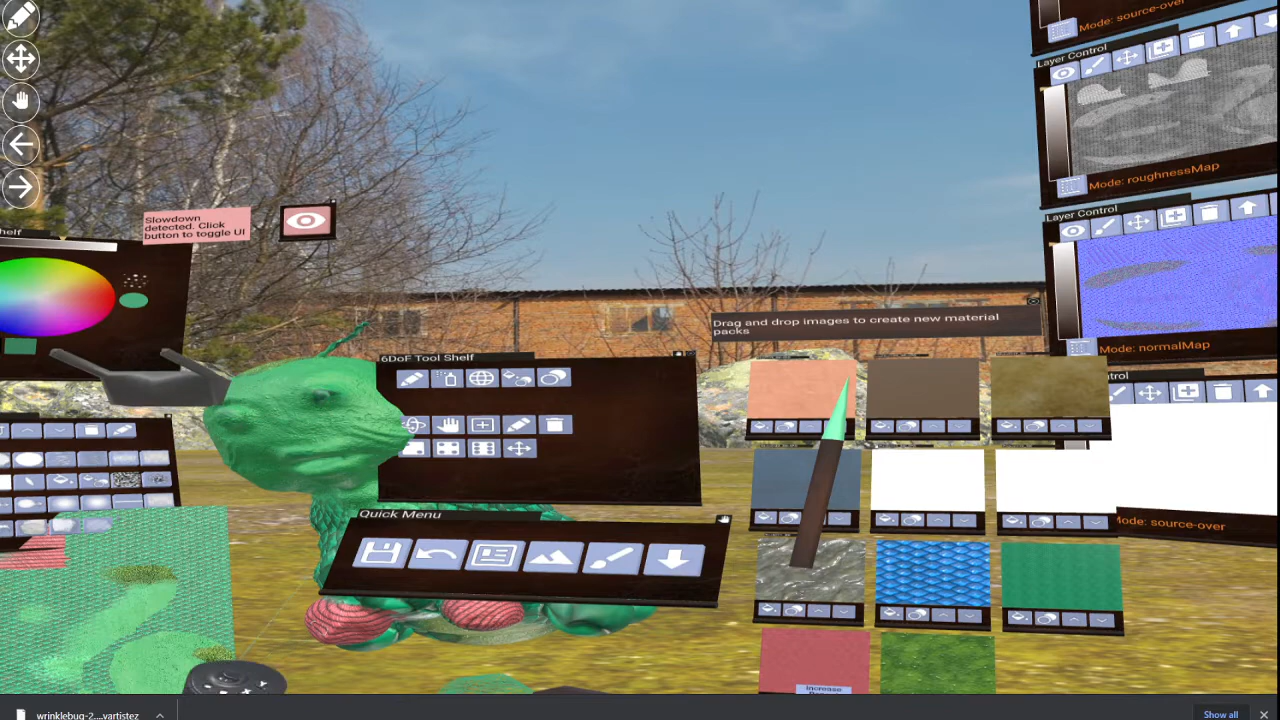 Mode: source-over
Layer Control
Mode: roughnessMap
Layer Control
Mode: normalMap
Slowdown
detected. Click
button to toggle UI
Drag and drop images to create new material
packs
6DoF Tool Shelf
Quick Menu
Mode: source-over
Increase
wrinklebug-2....vartistez
Show all